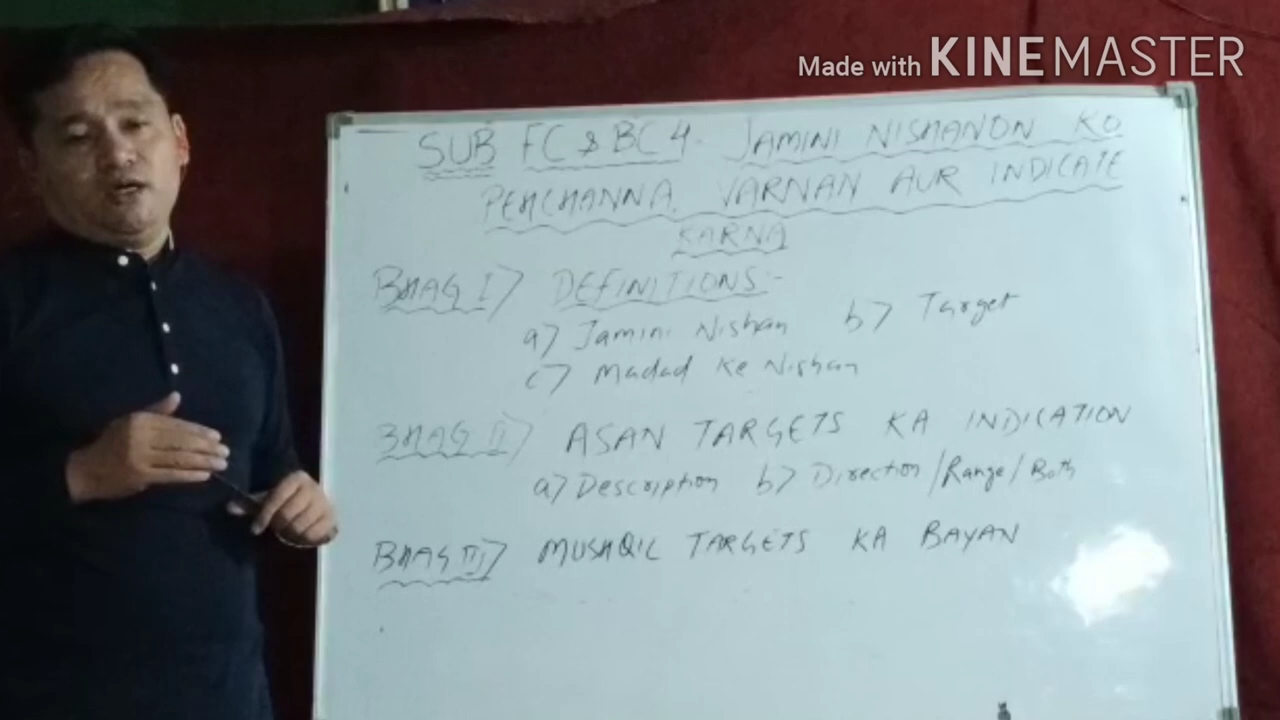 Made with KINEMASTER
SUB FC & BC 4. JAMINI NISHANON KO
PEHCHANNA, VARNAN AUR INDICATE
KARNA
BHAG I) DEFINITIONS:-
a) Jamini Nishan b) Target
c) Madad Ke Nishan
BHAG II) ASAN TARGETS KA INDICATION
a) Description b) Direction/Range/Both
BHAG III) MUSHQIL TARGETS KA BAYAN